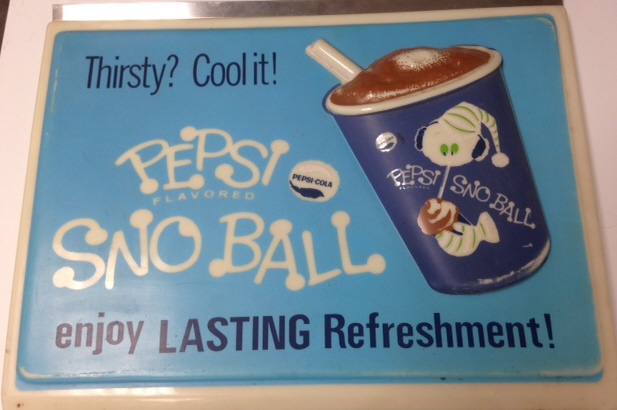 Thirsty? Cool it!
PEPSI
FLAVORED
PEPSI-COLA
SNO BALL
PEPSI
SNO BALL
enjoy LASTING Refreshment!